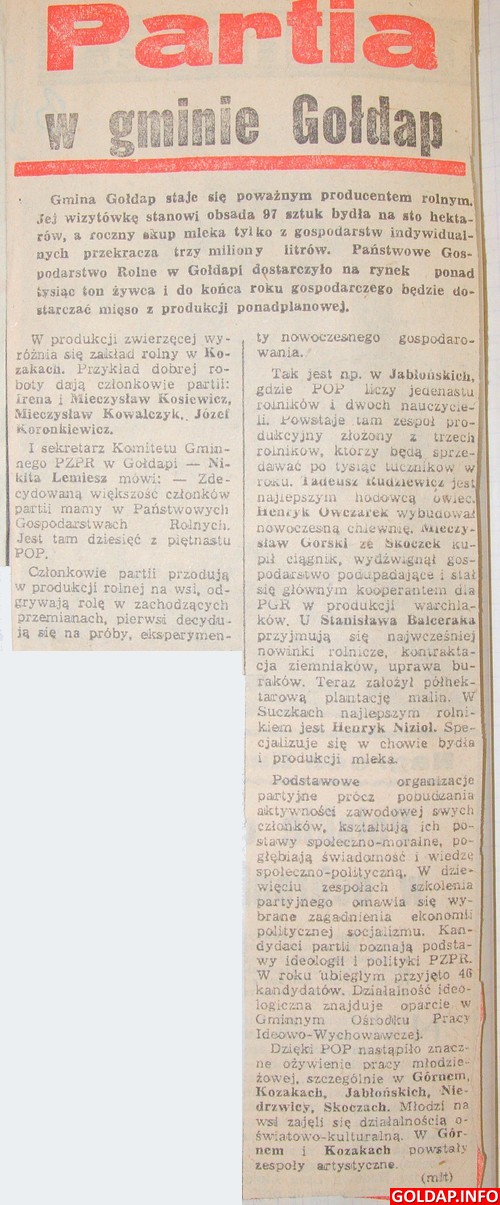 Partia
w gminie Gołdap
Gmina Gołdap staje się poważnym producentem rolnym.
Jej wizytówkę stanowi obsada 97 sztuk bydła na sto hekta-
rów, a roczny skup mleka tylko z gospodarstw indywidual-
nych przekracza trzy miliony litrów. Państwowe Gos-
podarstwo Rolne w Gołdapi dostarczyło na rynek ponad
tysiąc ton żywca i do końca roku gospodarczego będzie do-
starczać mięso z produkcji ponadplanowej.
W produkcji zwierzęcej wy-
różnia się zakład rolny w Ko-
zakach. Przykład dobrej ro-
boty dają członkowie partii:
Irena i Mieczysław Kosiewicz,
Mieczysław Kowalczyk, Józef
Koronkiewicz.
I sekretarz Komitetu Gmin-
nego PZPR w Gołdapi — Ni-
kita Lemiesz mówi: — Zde-
cydowaną większość członków
partii mamy w Państwowych
Gospodarstwach Rolnych.
Jest tam dziesięć z piętnastu
POP.
Członkowie partii przodują
w produkcji rolnej na wsi, od-
grywają rolę w zachodzących
przemianach, pierwsi decydu-
ją się na próby, eksperymen-
ty nowoczesnego gospodaro-
wania.
Tak jest np. w Jabłońskich,
gdzie POP liczy jedenastu
rolników i dwóch nauczycie-
li. Powstaje tam zespół pro-
dukcyjny złożony z trzech
rolników, którzy będą sprze-
dawać po tysiąc tuczników w
roku. Tadeusz Rudziewicz jest
najlepszym hodowcą owiec.
Henryk Owczarek wybudował
nowoczesną chlewnię. Mieczy-
sław Górski ze Skoczek ku-
pił ciągnik, wydźwignął gos-
podarstwo podupadające i stał
się głównym kooperantem dla
PGR w produkcji warchla-
ków. U Stanisława Balceraka
przyjmują się najwcześniej
nowinki rolnicze, kontrakta-
cja ziemniaków, uprawa bu-
raków. Teraz założył półhek-
tarową plantację malin. W
Suczkach najlepszym rolni-
kiem jest Henryk Nizioł. Spe-
cjalizuje się w chowie bydła
i produkcji mleka.
Podstawowe organizacje
partyjne prócz pobudzania
aktywności zawodowej swych
członków, kształtują ich po-
stawy społeczno-moralne, po-
głębiają świadomość i wiedzę
społeczno-polityczną. W dzie-
więciu zespołach szkolenia
partyjnego omawia się wy-
brane zagadnienia ekonomii
politycznej socjalizmu. Kan-
dydaci partii poznają podsta-
wy ideologii i polityki PZPR.
W roku ubiegłym przyjęto 46
kandydatów. Działalność ideo-
logiczna znajduje oparcie w
Gminnym Ośrodku Pracy
Ideowo-Wychowawczej.
Dzięki POP nastąpiło znacz-
ne ożywienie pracy młodzie-
żowej, szczególnie w Górnem,
Kozakach, Jabłońskich, Nie-
drzwicy, Skoczach. Młodzi na
wsi zajęli się działalnością o-
światowo-kulturalną. W Gór-
nem i Kozakach powstały
zespoły artystyczne.
(mit)
GOLDAP.INFO